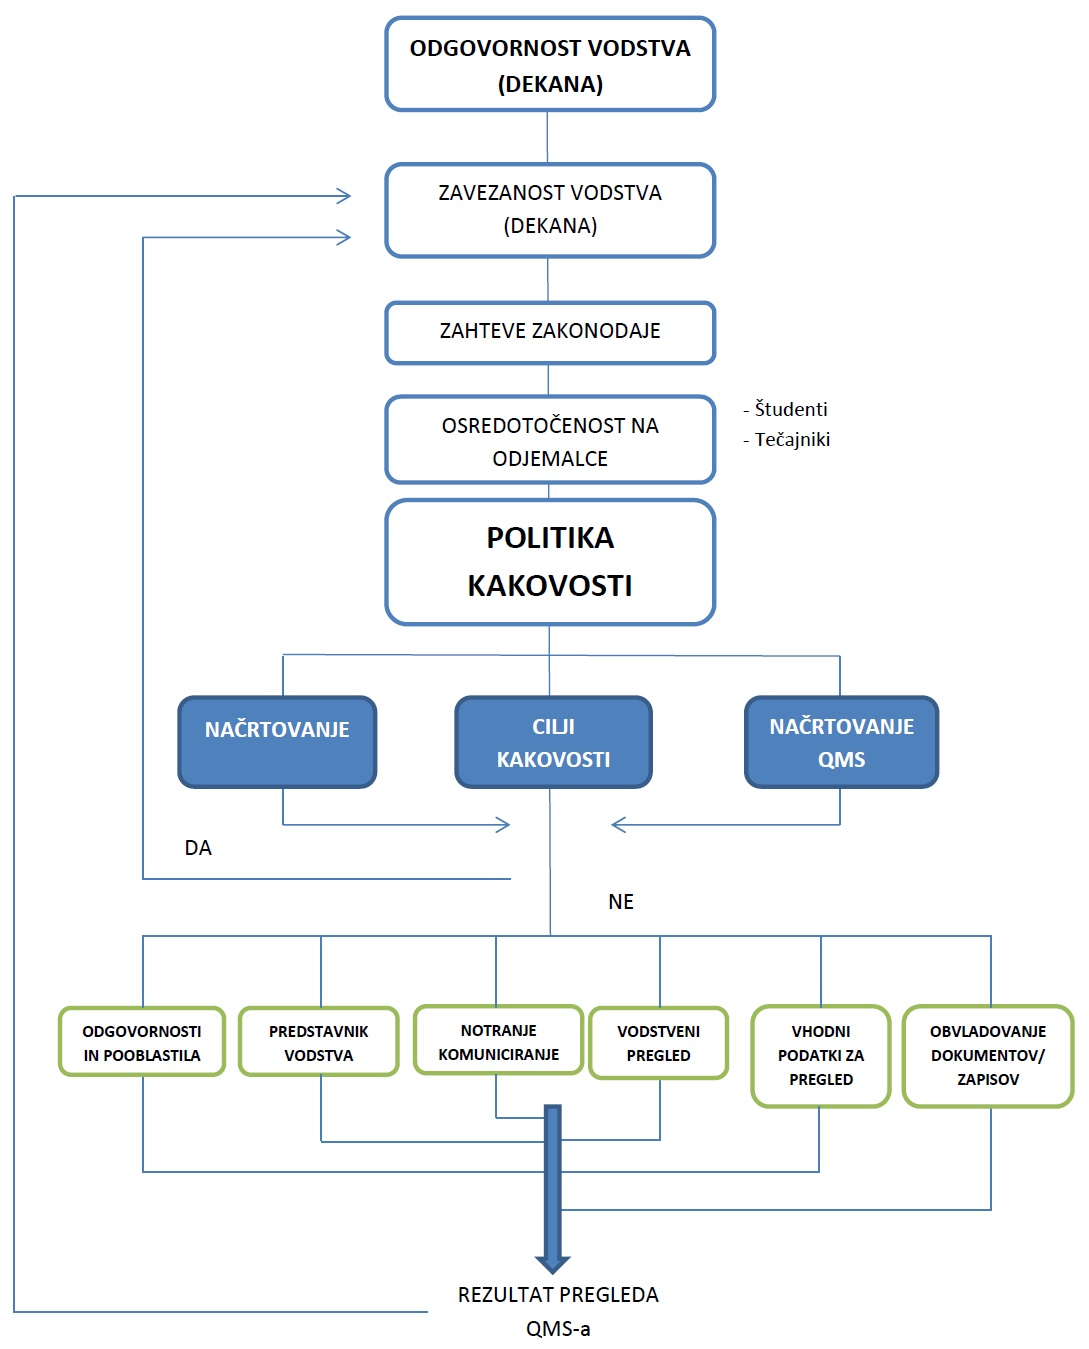 ODGOVORNOST VODSTVA
(DEKANA)
ZAVEZANOST VODSTVA
(DEKANA)
ZAHTEVE ZAKONODAJE
OSREDOTOČENOST NA
ODJEMALCE
- Študenti
- Tečajniki
POLITIKA
KAKOVOSTI
NAČRTOVANJE
CILJI
KAKOVOSTI
NAČRTOVANJE
QMS
DA
NE
ODGOVORNOSTI
IN POOBLASTILA
PREDSTAVNIK
VODSTVA
NOTRANJE
KOMUNICIRANJE
VODSTVENI
PREGLED
VHODNI
PODATKI ZA
PREGLED
OBVLADOVANJE
DOKUMENTOV/
ZAPISOV
REZULTAT PREGLEDA
QMS-a